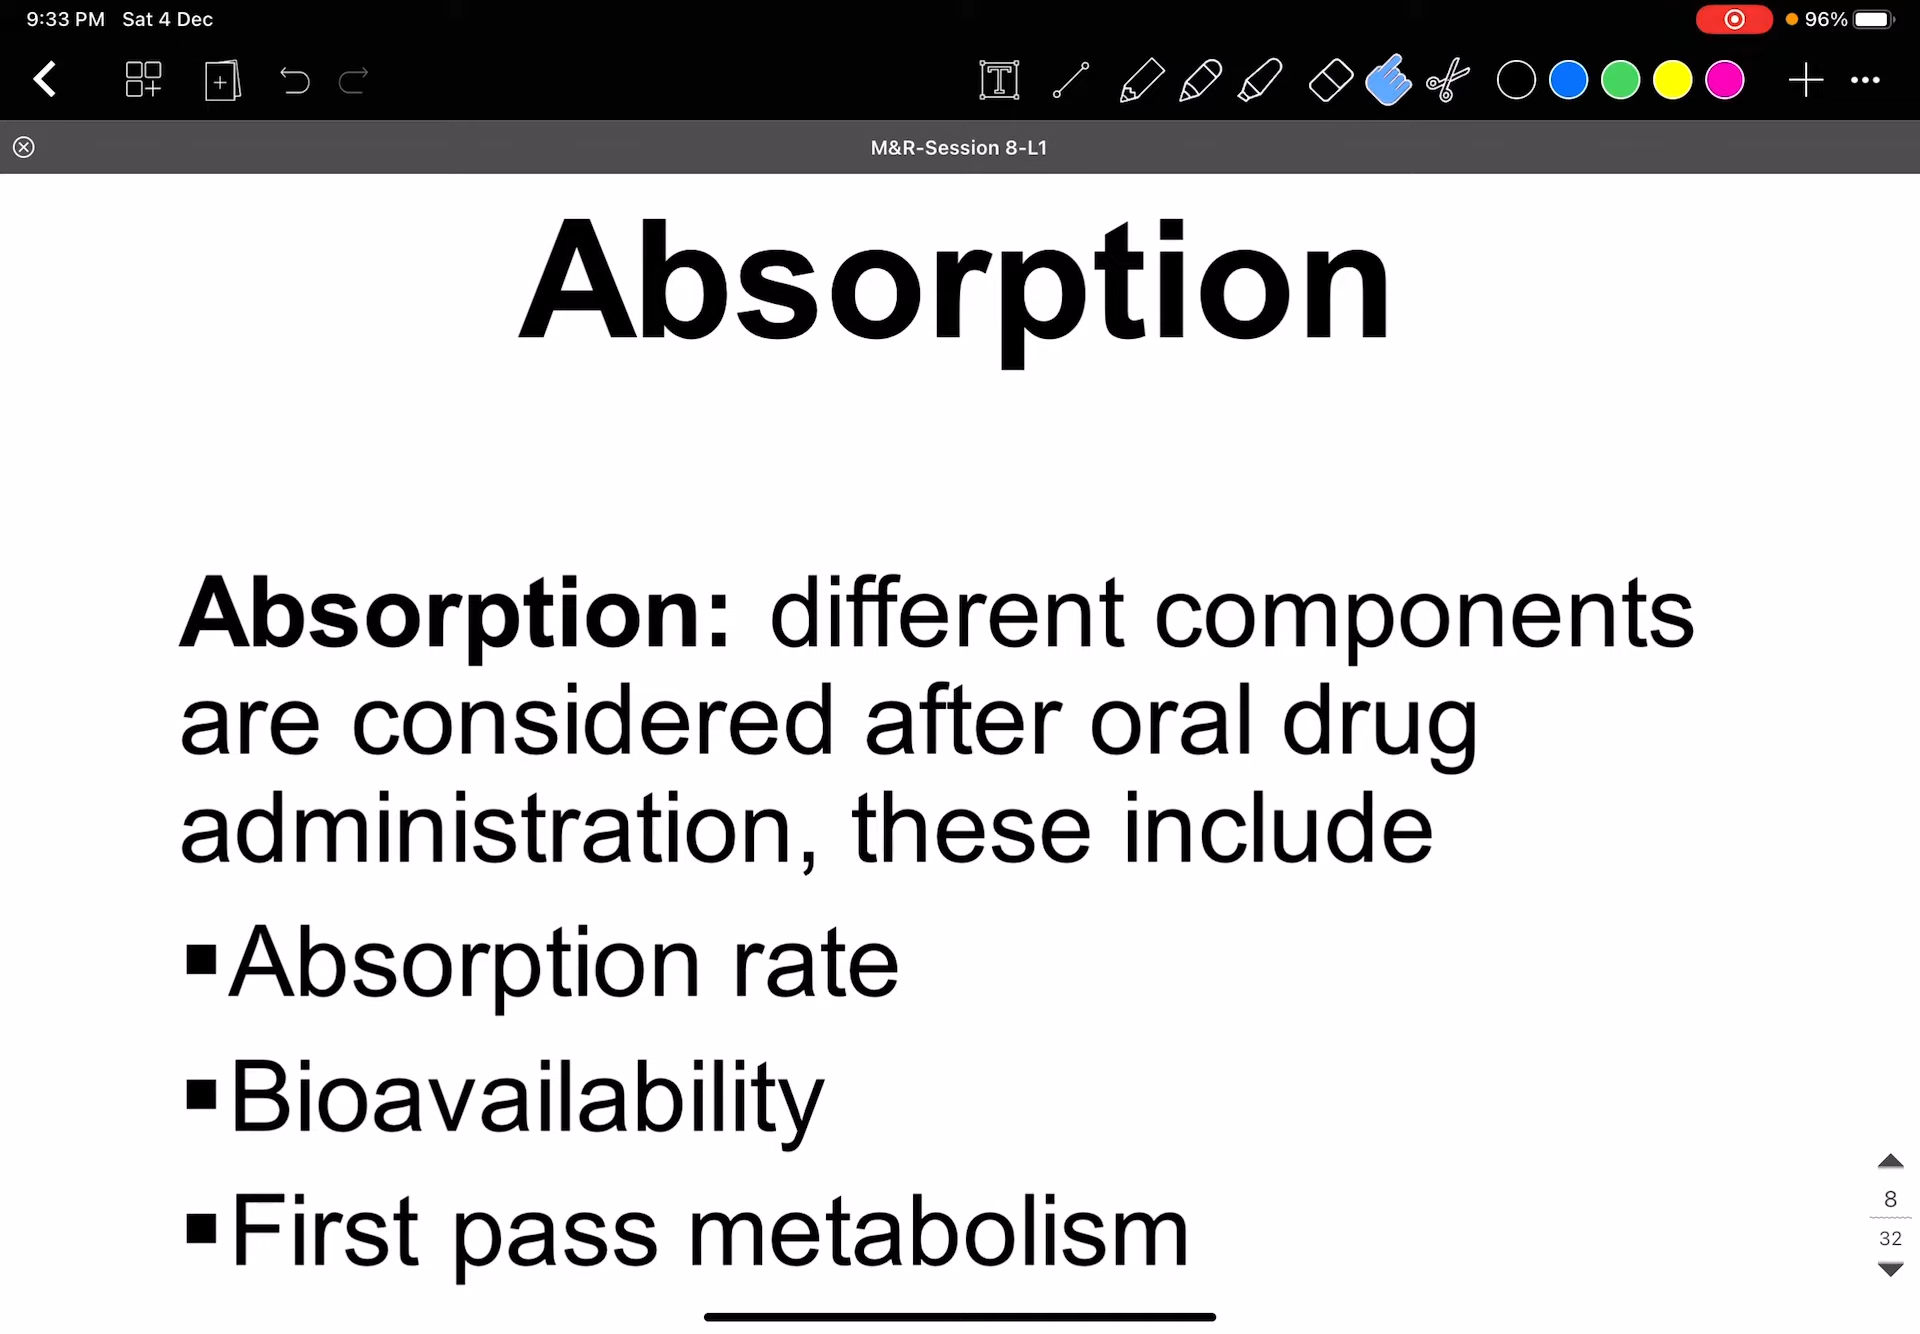 9:33 PM Sat 4 Dec
96%
T
M&R-Session 8-L1
Absorption
Absorption: different components
are considered after oral drug
administration, these include
▪Absorption rate
▪Bioavailability
▪First pass metabolism
8
32